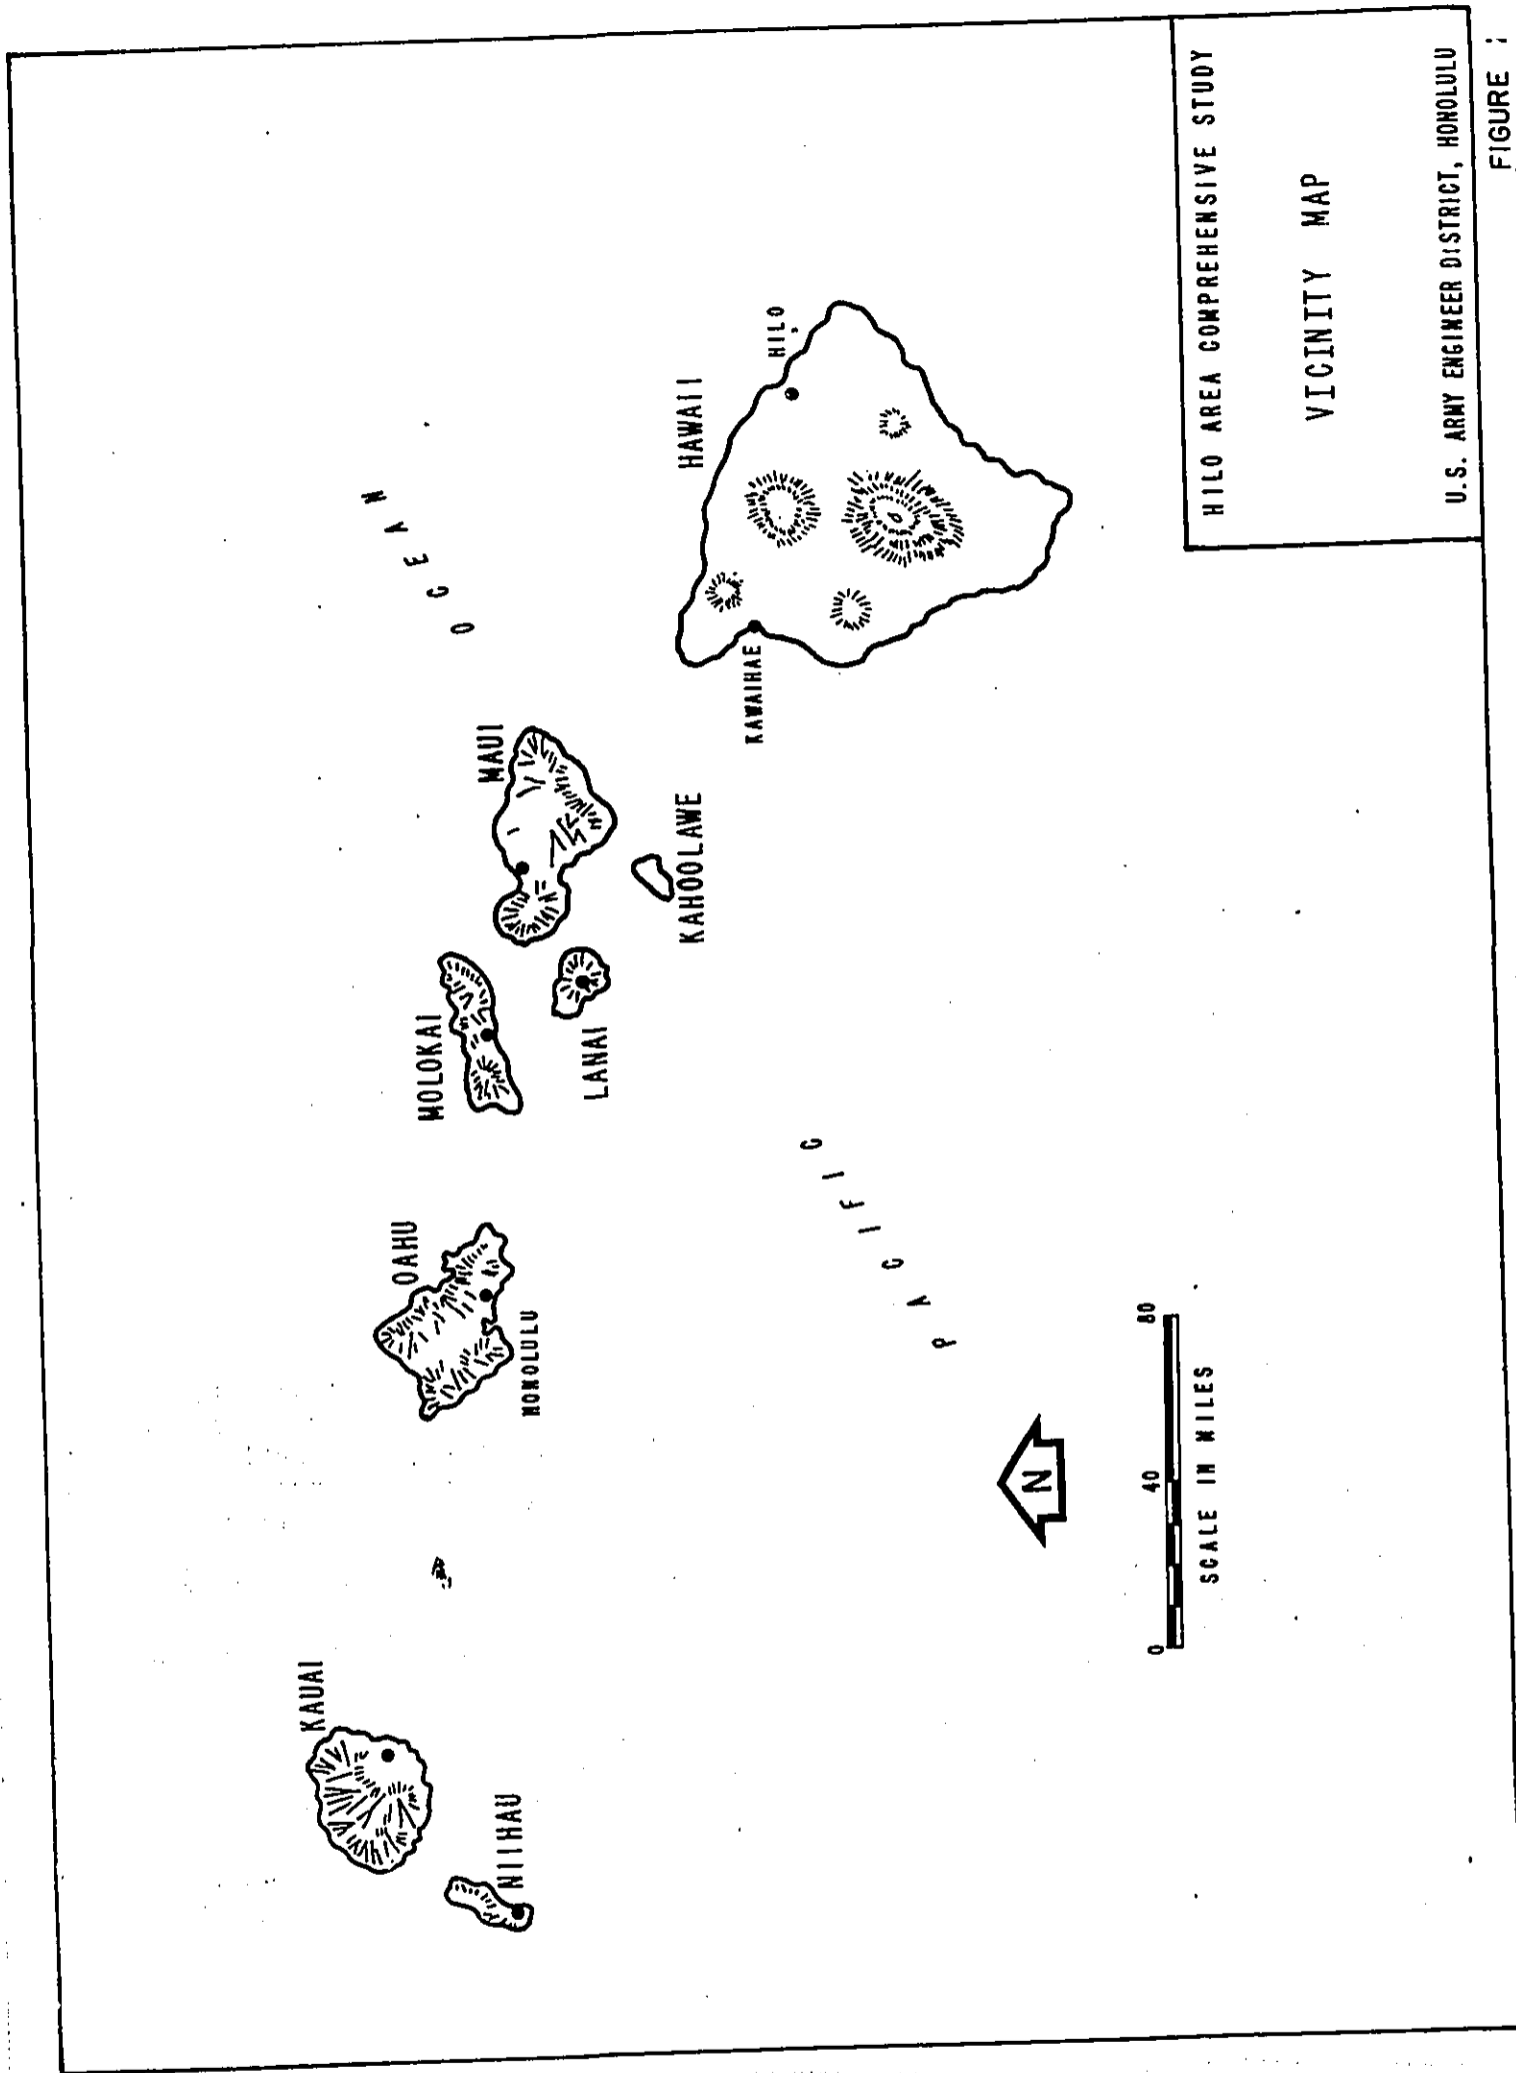 KAUAI
NIIHAU
OAHU
HONOLULU
MOLOKAI
LANAI
MAUI
KAHOOLAWE
HAWAII
HILO
KAWAIHAE
PACIFIC
OCEAN
N
0 40 80
SCALE IN MILES
HILO AREA COMPREHENSIVE STUDY
VICINITY MAP
U.S. ARMY ENGINEER DISTRICT, HONOLULU
FIGURE